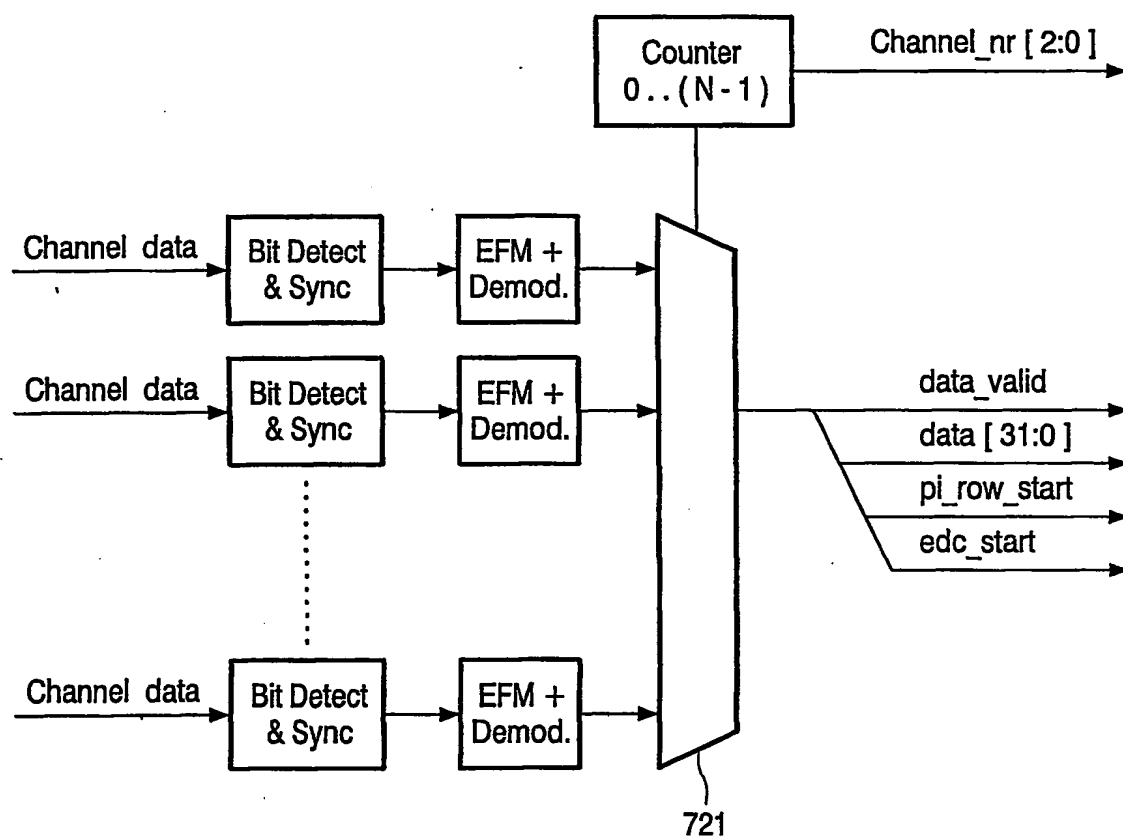 Counter
0 . . ( N - 1 )
Channel_nr [ 2:0 ]
Channel data
Bit Detect
& Sync
EFM +
Demod.
Channel data
Bit Detect
& Sync
EFM +
Demod.
data_valid
data [ 31:0 ]
pi_row_start
edc_start
Channel data
Bit Detect
& Sync
EFM +
Demod.
721